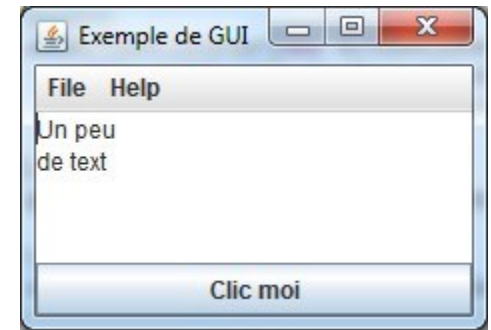 Exemple de GUI
File Help
Un peu
de text
Clic moi